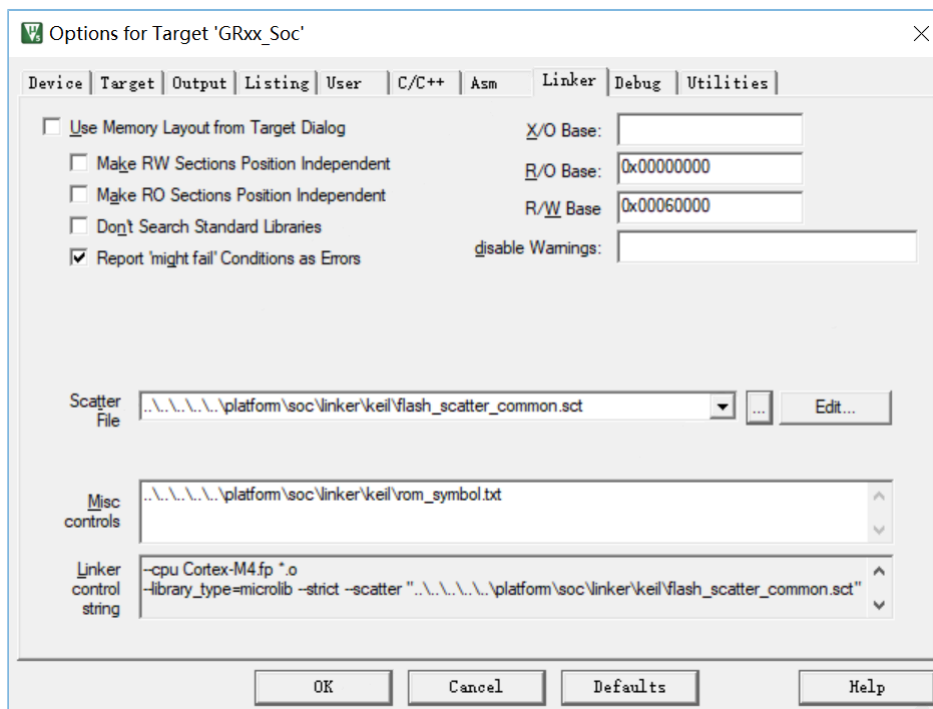 Options for Target 'GRxx_Soc'
Device Target Output Listing User C/C++ Asm Linker Debug Utilities
Use Memory Layout from Target Dialog
X/O Base:
Make RW Sections Position Independent
R/O Base: 0x00000000
Make RO Sections Position Independent
R/W Base 0x00060000
Don't Search Standard Libraries
disable Warnings:
Report 'might fail' Conditions as Errors
Scatter File
..\..\..\..\..\platform\soc\linker\keil\flash_scatter_common.sct
... Edit...
Misc controls
..\..\..\..\..\platform\soc\linker\keil\rom_symbol.txt
Linker control string
--cpu Cortex-M4.fp *.o
--library_type=microlib --strict --scatter "..\..\..\..\..\platform\soc\linker\keil\flash_scatter_common.sct"
OK Cancel Defaults Help